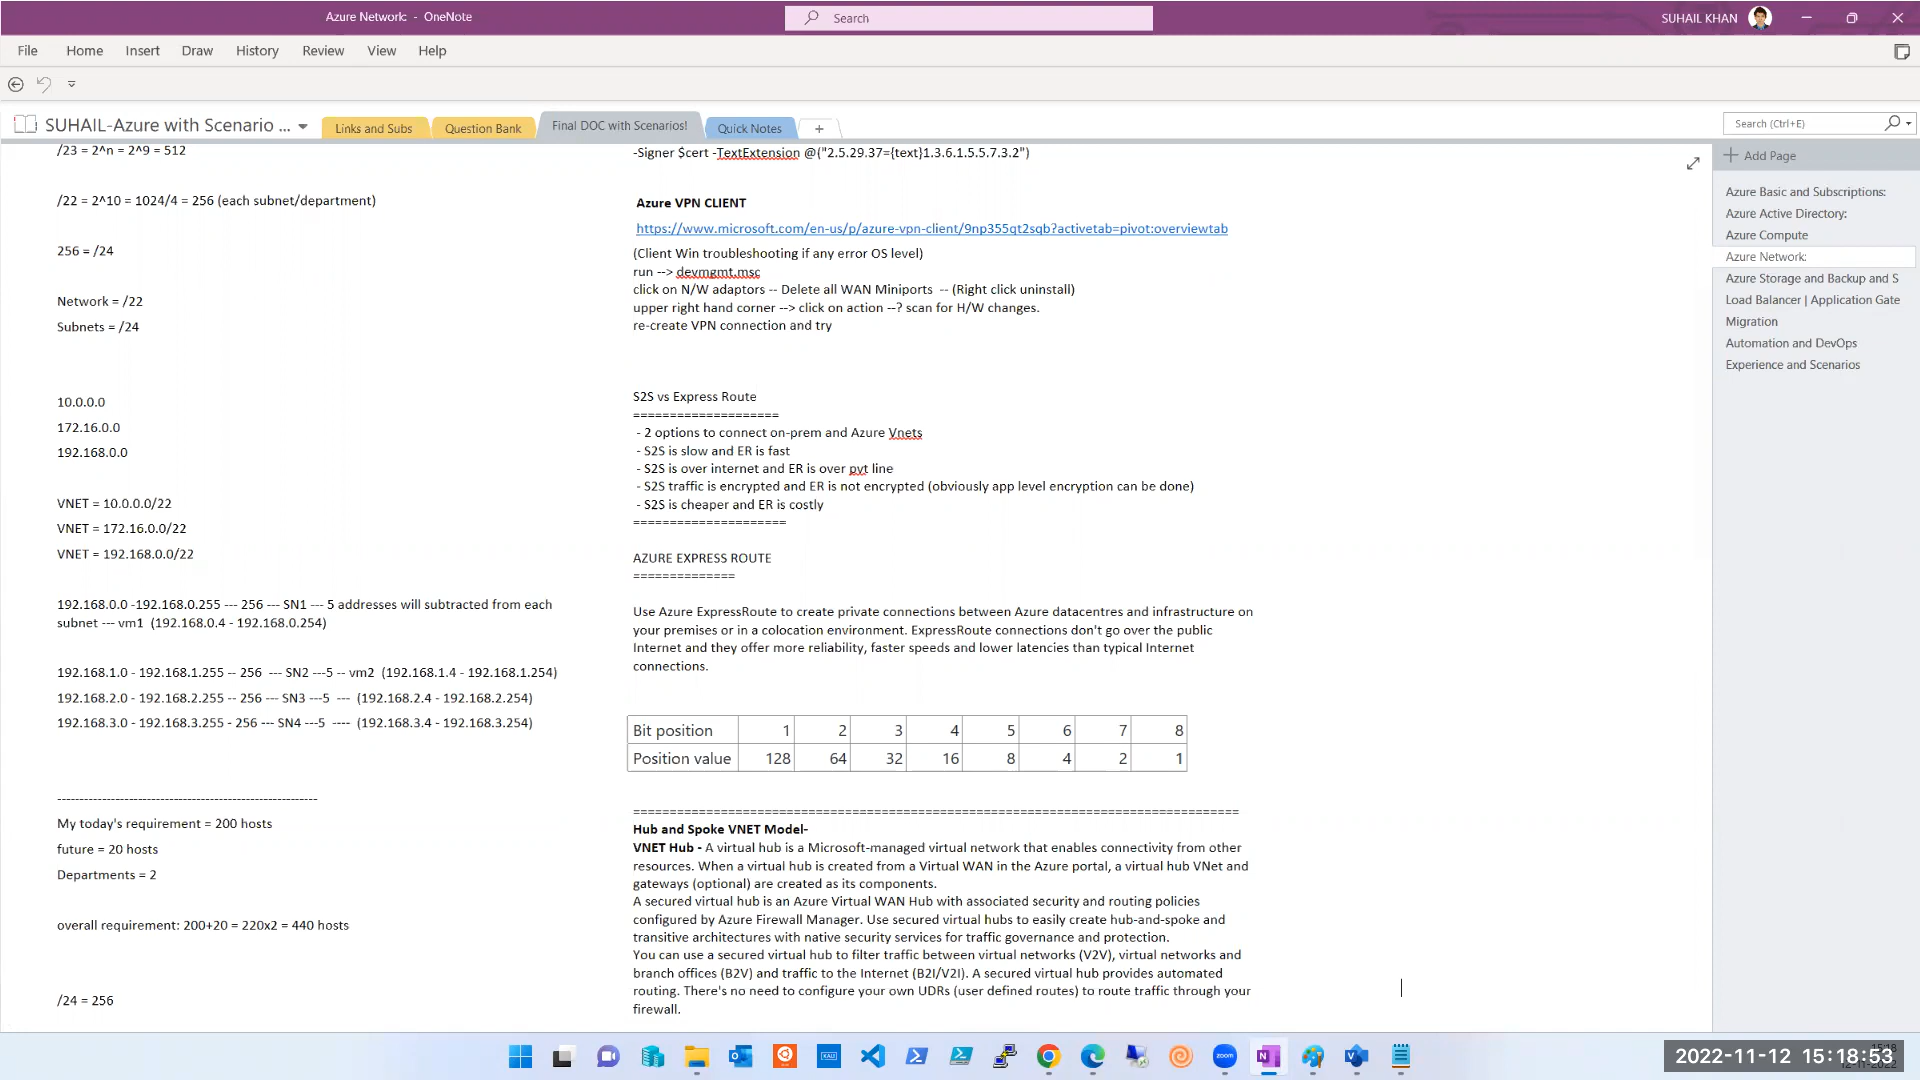 Azure Network: - OneNote
Search
SUHAIL KHAN
File
Home
Insert
Draw
History
Review
View
Help
SUHAIL-Azure with Scenario ...
Links and Subs
Question Bank
Final DOC with Scenarios!
Quick Notes
+
Search (Ctrl+E)
/23 = 2^n = 2^9 = 512
/22 = 2^10 = 1024/4 = 256 (each subnet/department)
256 = /24
Network = /22
Subnets = /24
10.0.0.0
172.16.0.0
192.168.0.0
VNET = 10.0.0.0/22
VNET = 172.16.0.0/22
VNET = 192.168.0.0/22
192.168.0.0 -192.168.0.255 --- 256 --- SN1 --- 5 addresses will subtracted from each
subnet --- vm1 (192.168.0.4 - 192.168.0.254)
192.168.1.0 - 192.168.1.255 -- 256 --- SN2 ---5 -- vm2 (192.168.1.4 - 192.168.1.254)
192.168.2.0 - 192.168.2.255 -- 256 --- SN3 ---5 --- (192.168.2.4 - 192.168.2.254)
192.168.3.0 - 192.168.3.255 - 256 --- SN4 ---5 ---- (192.168.3.4 - 192.168.3.254)
----------------------------------------------------------
My today's requirement = 200 hosts
future = 20 hosts
Departments = 2
overall requirement: 200+20 = 220x2 = 440 hosts
/24 = 256
-Signer $cert -TextExtension @("2.5.29.37={text}1.3.6.1.5.5.7.3.2")
Azure VPN CLIENT
https://www.microsoft.com/en-us/p/azure-vpn-client/9np355qt2sqb?activetab=pivot:overviewtab
(Client Win troubleshooting if any error OS level)
run --> devmgmt.msc
click on N/W adaptors -- Delete all WAN Miniports -- (Right click uninstall)
upper right hand corner --> click on action --? scan for H/W changes.
re-create VPN connection and try
S2S vs Express Route
====================
- 2 options to connect on-prem and Azure Vnets
- S2S is slow and ER is fast
- S2S is over internet and ER is over pvt line
- S2S traffic is encrypted and ER is not encrypted (obviously app level encryption can be done)
- S2S is cheaper and ER is costly
=====================
AZURE EXPRESS ROUTE
==============
Use Azure ExpressRoute to create private connections between Azure datacentres and infrastructure on
your premises or in a colocation environment. ExpressRoute connections don't go over the public
Internet and they offer more reliability, faster speeds and lower latencies than typical Internet
connections.
Bit position 1 2 3 4 5 6 7 8
Position value 128 64 32 16 8 4 2 1
===================================================================================
Hub and Spoke VNET Model-
VNET Hub - A virtual hub is a Microsoft-managed virtual network that enables connectivity from other
resources. When a virtual hub is created from a Virtual WAN in the Azure portal, a virtual hub VNet and
gateways (optional) are created as its components.
A secured virtual hub is an Azure Virtual WAN Hub with associated security and routing policies
configured by Azure Firewall Manager. Use secured virtual hubs to easily create hub-and-spoke and
transitive architectures with native security services for traffic governance and protection.
You can use a secured virtual hub to filter traffic between virtual networks (V2V), virtual networks and
branch offices (B2V) and traffic to the Internet (B2I/V2I). A secured virtual hub provides automated
routing. There's no need to configure your own UDRs (user defined routes) to route traffic through your
firewall.
Add Page
Azure Basic and Subscriptions:
Azure Active Directory:
Azure Compute
Azure Network:
Azure Storage and Backup and S
Load Balancer | Application Gate
Migration
Automation and DevOps
Experience and Scenarios
KALI
zoom
2022-11-12 15:18:53